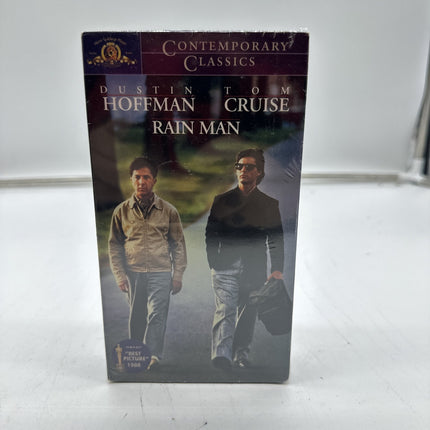 CONTEMPORARY
CLASSICS
DUSTIN TOM
HOFFMAN CRUISE
RAIN MAN
"BEST
PICTURE"
1988